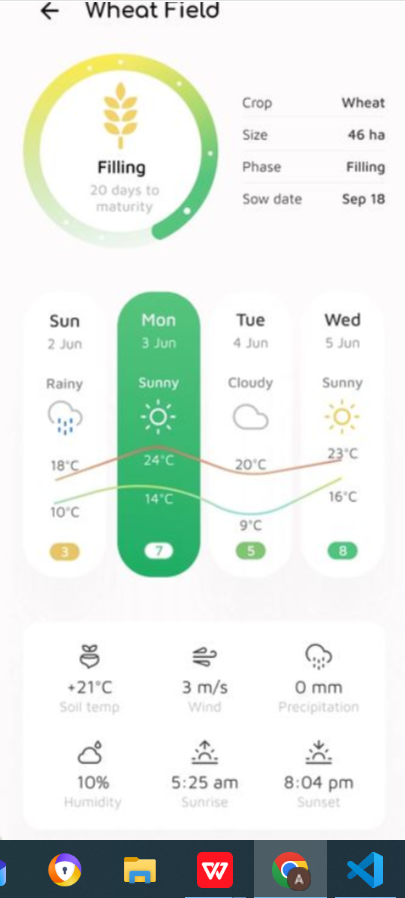 Wheat Field
Filling
20 days to
maturity
Crop Wheat
Size 46 ha
Phase Filling
Sow date Sep 18
Sun Mon Tue Wed
2 Jun 3 Jun 4 Jun 5 Jun
Rainy Sunny Cloudy Sunny
18°C 24°C 20°C 23°C
10°C 14°C 9°C 16°C
3 7 5 8
+21°C 3 m/s 0 mm
Soil temp Wind Precipitation
10% 5:25 am 8:04 pm
Humidity Sunrise Sunset
W A